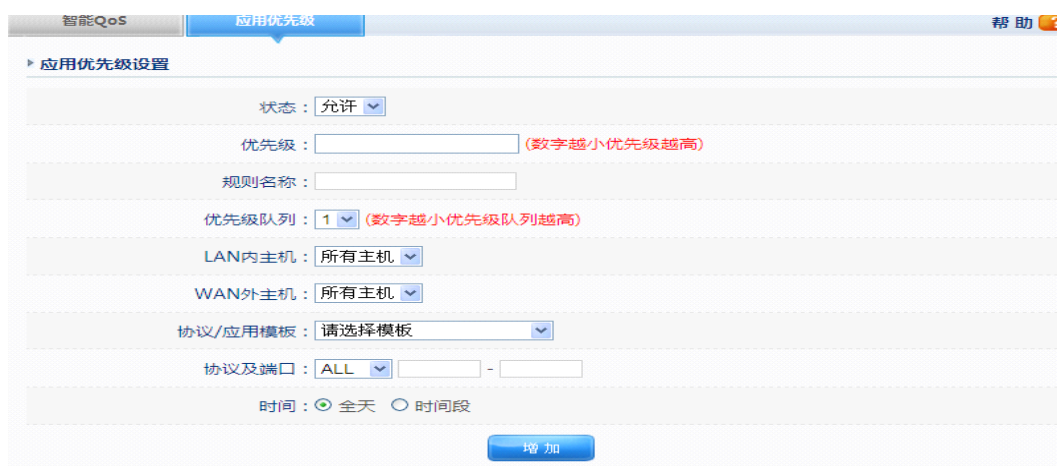 智能QoS 应用优先级 帮助
应用优先级设置
状态： 允许
优先级： (数字越小优先级越高)
规则名称：
优先级队列： 1 (数字越小优先级队列越高)
LAN内主机： 所有主机
WAN外主机： 所有主机
协议/应用模板： 请选择模板
协议及端口： ALL -
时间： 全天 时间段
增加